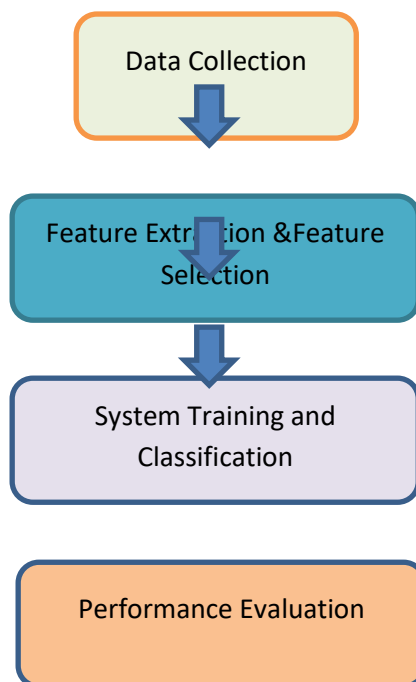 Data Collection
Feature Extraction &Feature
Selection
System Training and
Classification
Performance Evaluation